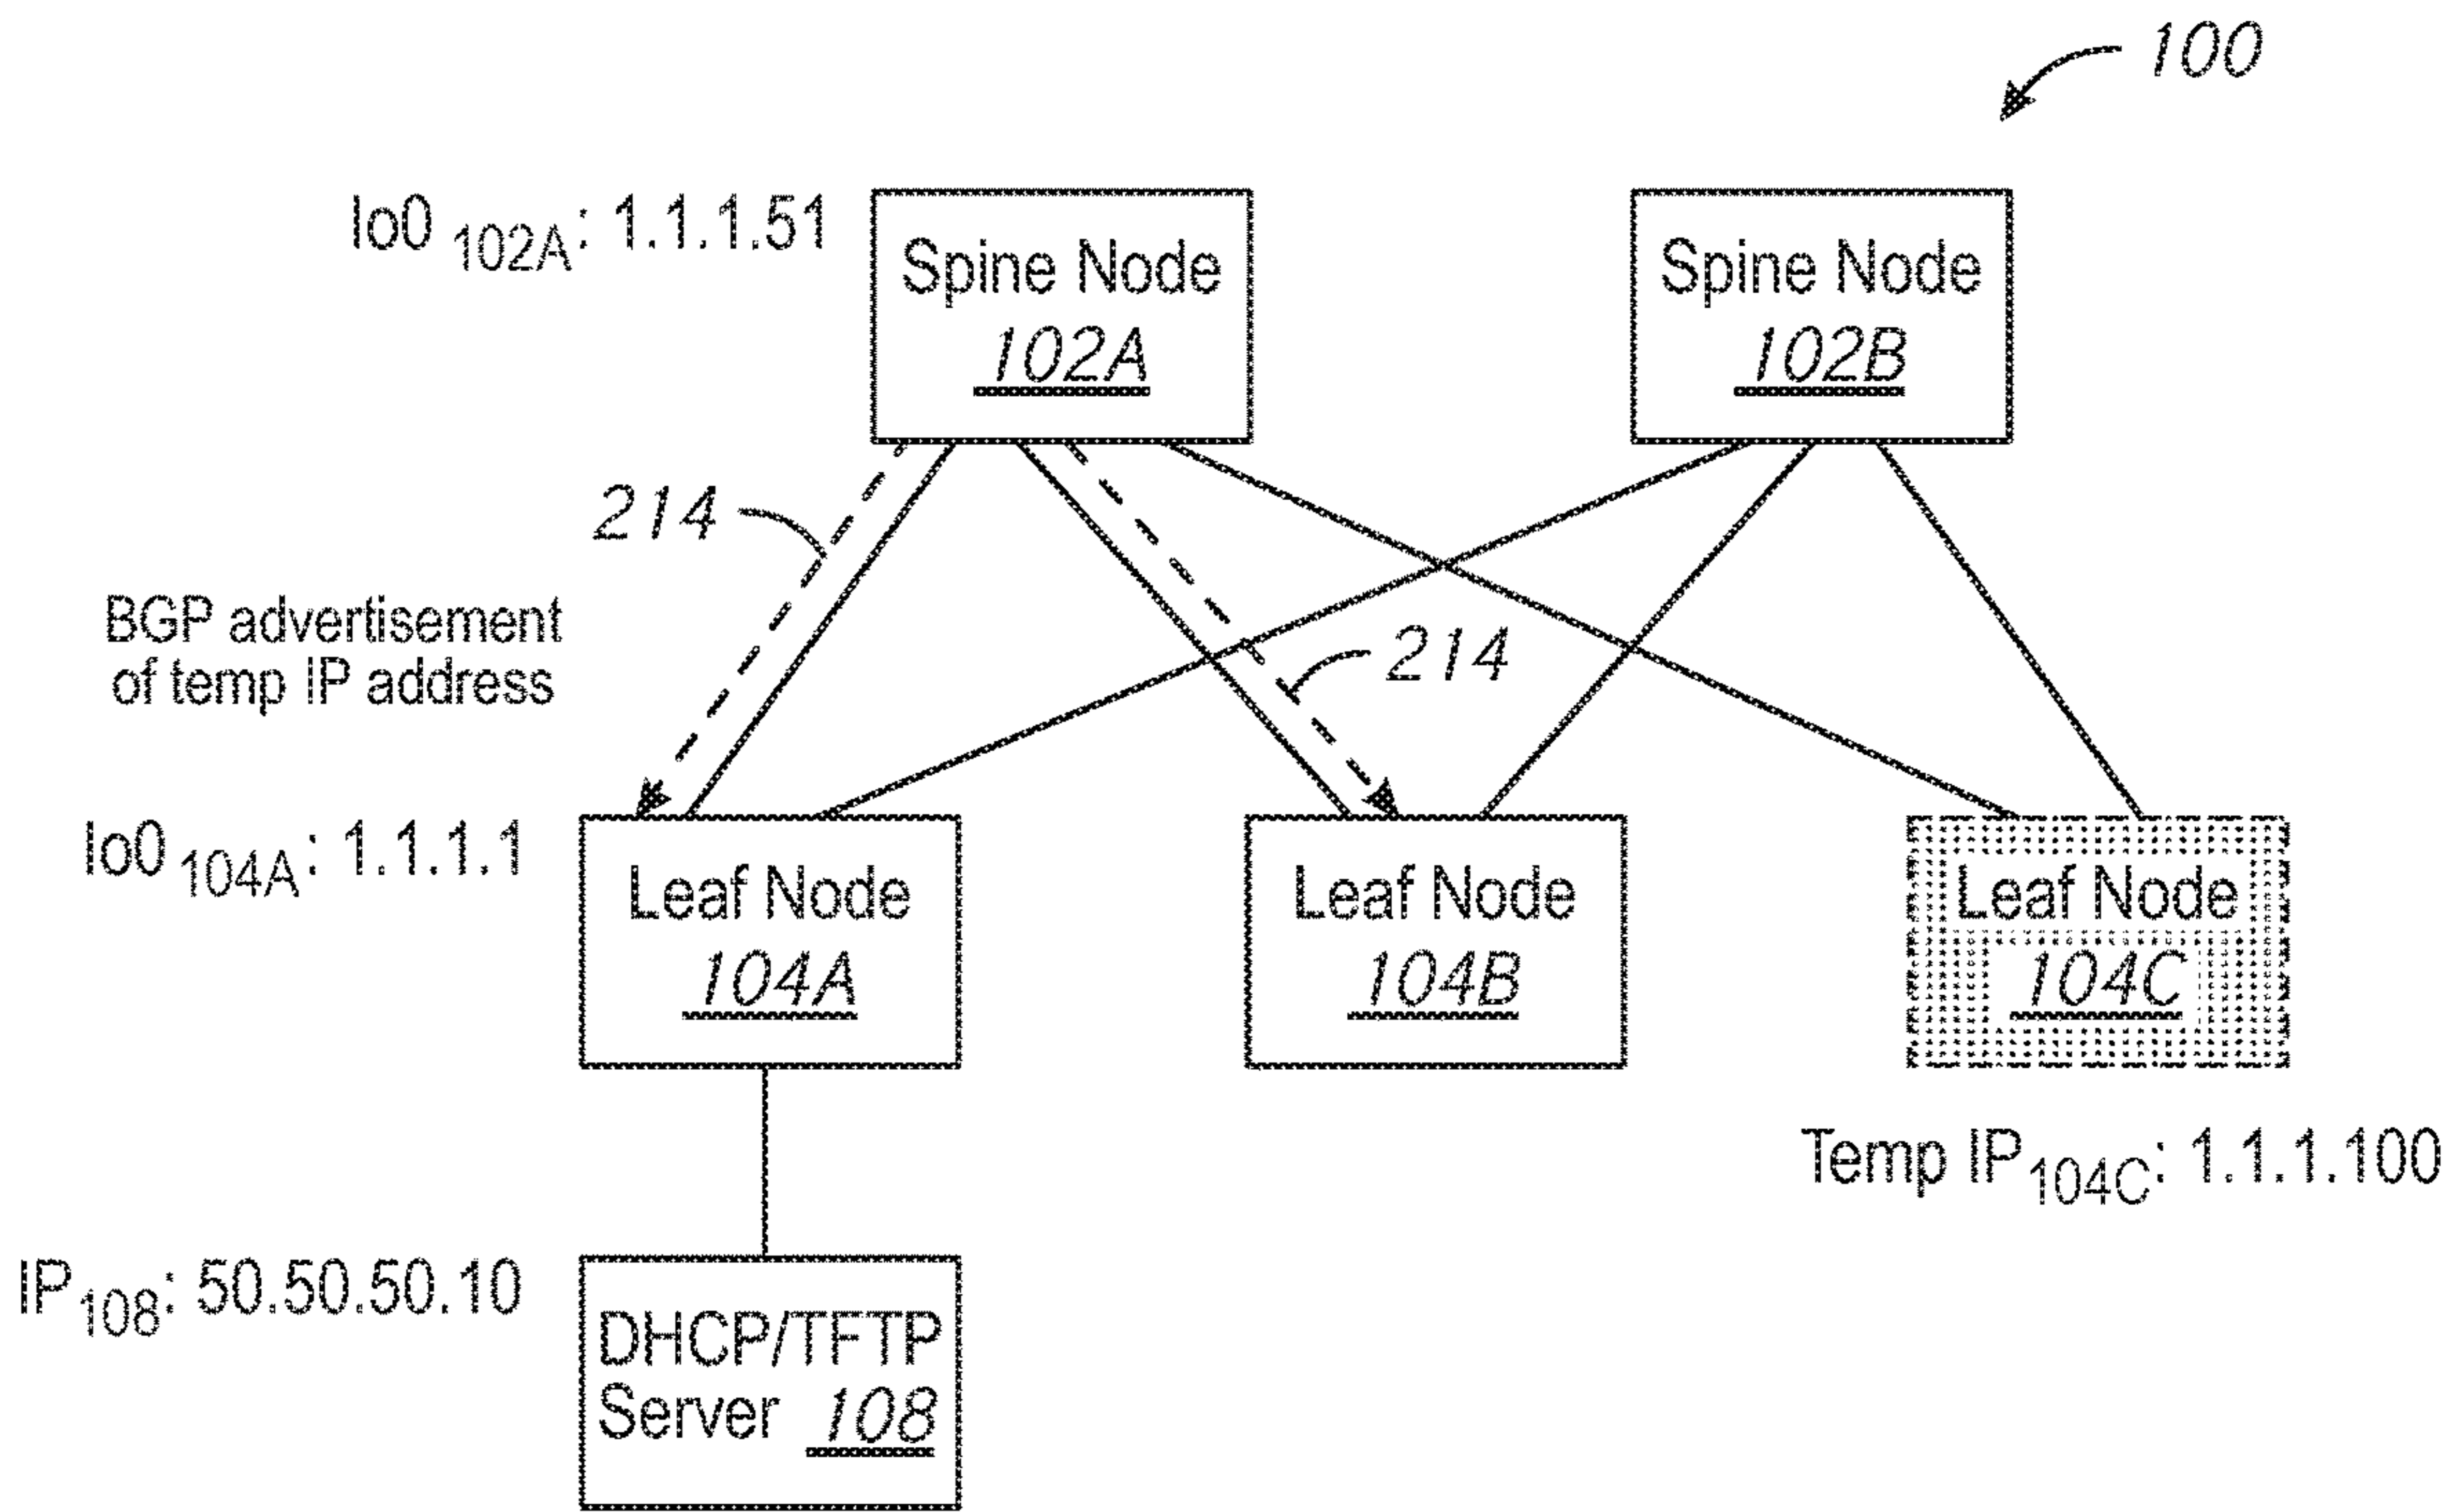 100
lo0 102A: 1.1.1.51
Spine Node
102A
Spine Node
102B
214
BGP advertisement
of temp IP address
214
lo0 104A: 1.1.1.1
Leaf Node
104A
Leaf Node
104B
Leaf Node
104C
Temp IP104C: 1.1.1.100
IP108: 50.50.50.10
DHCP/TFTP
Server 108